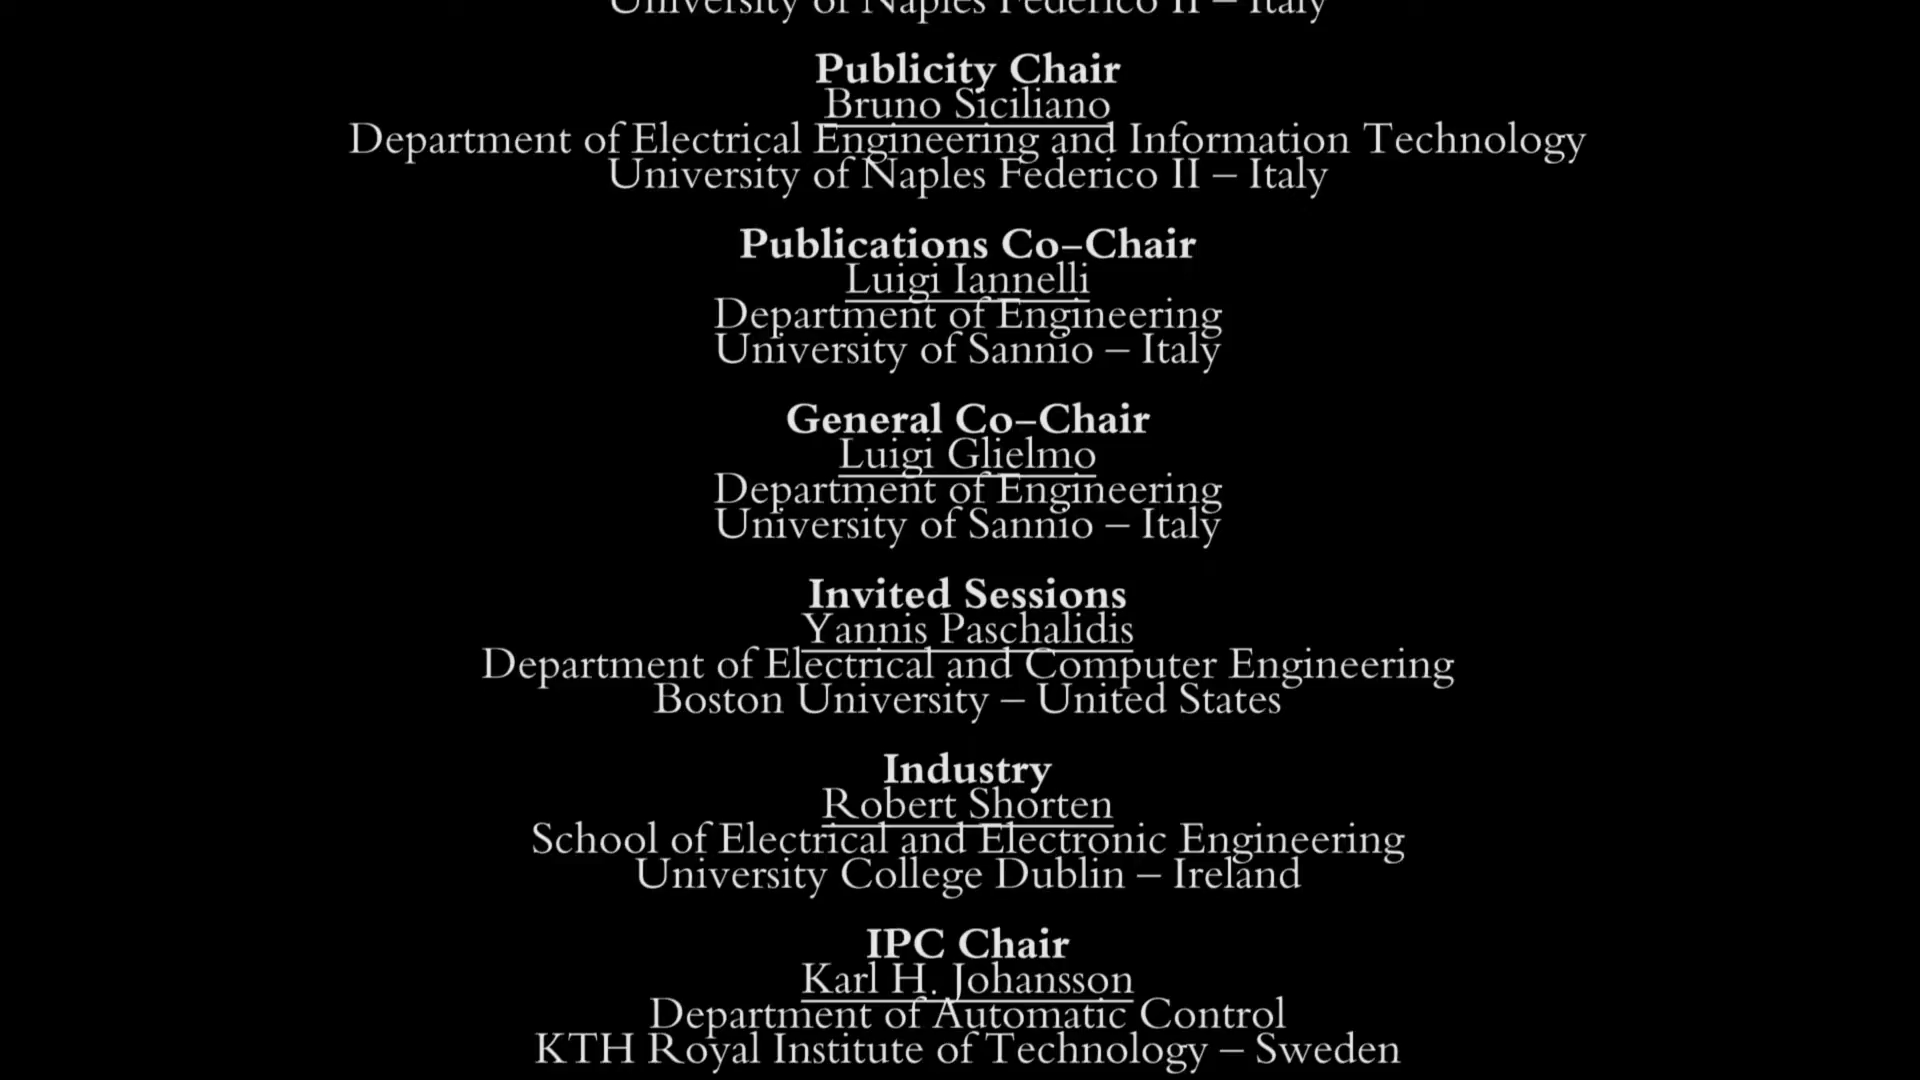 University of Naples Federico II – Italy
Publicity Chair
Bruno Siciliano
Department of Electrical Engineering and Information Technology
University of Naples Federico II – Italy
Publications Co–Chair
Luigi Iannelli
Department of Engineering
University of Sannio – Italy
General Co–Chair
Luigi Glielmo
Department of Engineering
University of Sannio – Italy
Invited Sessions
Yannis Paschalidis
Department of Electrical and Computer Engineering
Boston University – United States
Industry
Robert Shorten
School of Electrical and Electronic Engineering
University College Dublin – Ireland
IPC Chair
Karl H. Johansson
Department of Automatic Control
KTH Royal Institute of Technology – Sweden